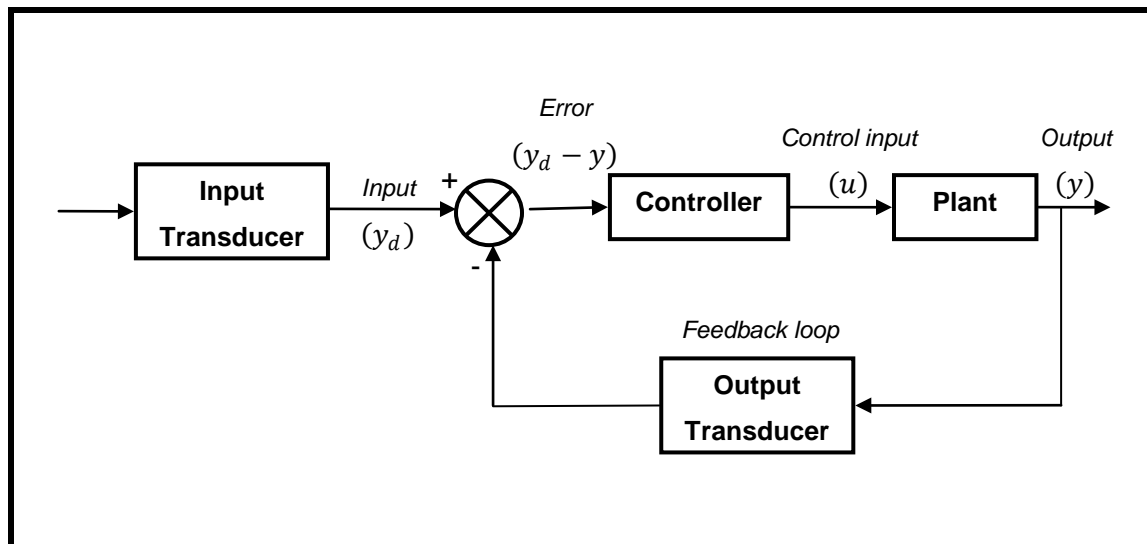 Error
(y_d − y)
Control input
Output
Input
Transducer
Input
(y_d)
+
-
Controller
(u)
Plant
(y)
Feedback loop
Output
Transducer